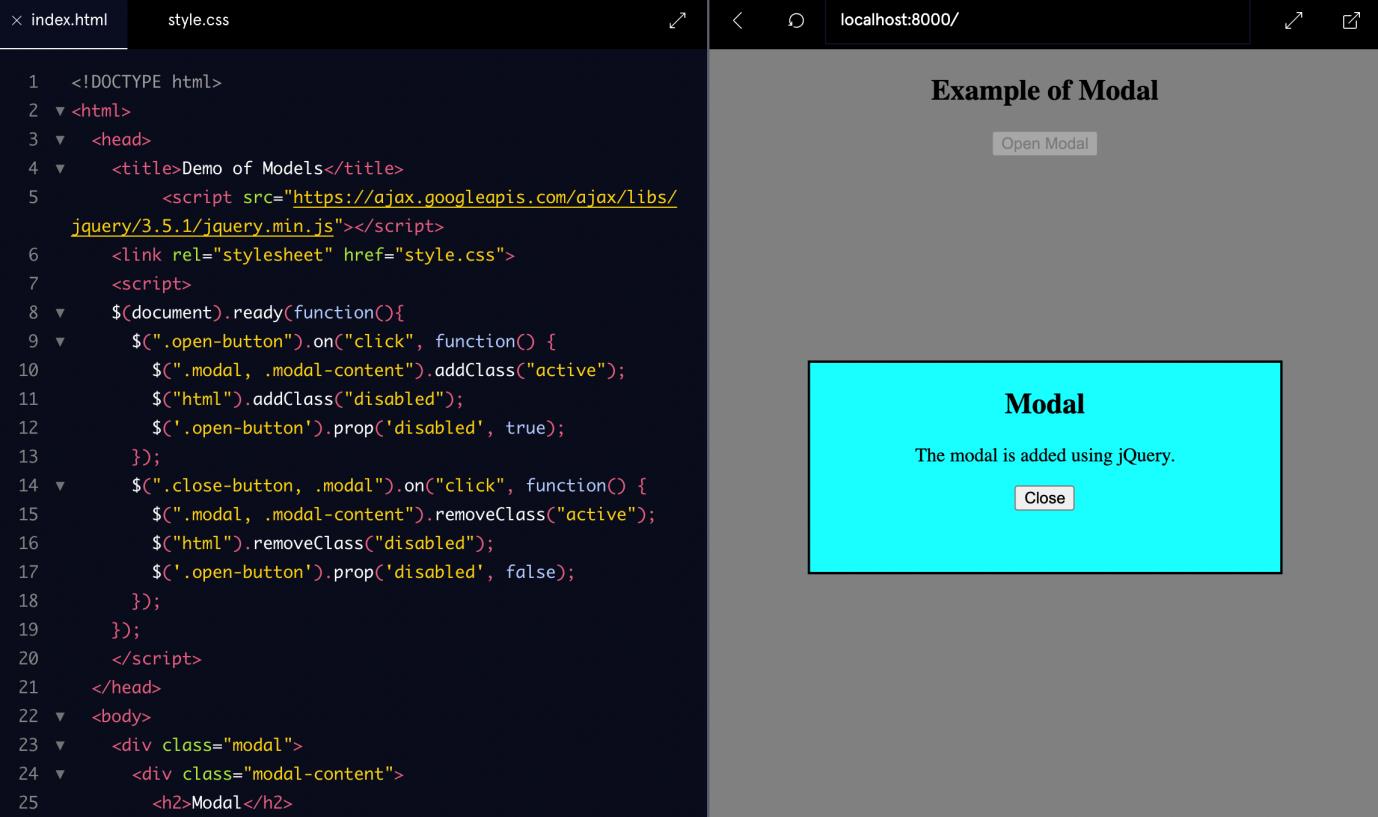 index.html style.css
1 <!DOCTYPE html>
2 <html>
3 <head>
4 <title>Demo of Models</title>
5 <script src="https://ajax.googleapis.com/ajax/libs/
jquery/3.5.1/jquery.min.js"></script>
6 <link rel="stylesheet" href="style.css">
7 <script>
8 $(document).ready(function(){
9 $(".open-button").on("click", function() {
10 $(".modal, .modal-content").addClass("active");
11 $("html").addClass("disabled");
12 $('.open-button').prop('disabled', true);
13 });
14 $(".close-button, .modal").on("click", function() {
15 $(".modal, .modal-content").removeClass("active");
16 $("html").removeClass("disabled");
17 $('.open-button').prop('disabled', false);
18 });
19 });
20 </script>
21 </head>
22 <body>
23 <div class="modal">
24 <div class="modal-content">
25 <h2>Modal</h2>
localhost:8000/
Example of Modal
Open Modal
Modal
The modal is added using jQuery.
Close